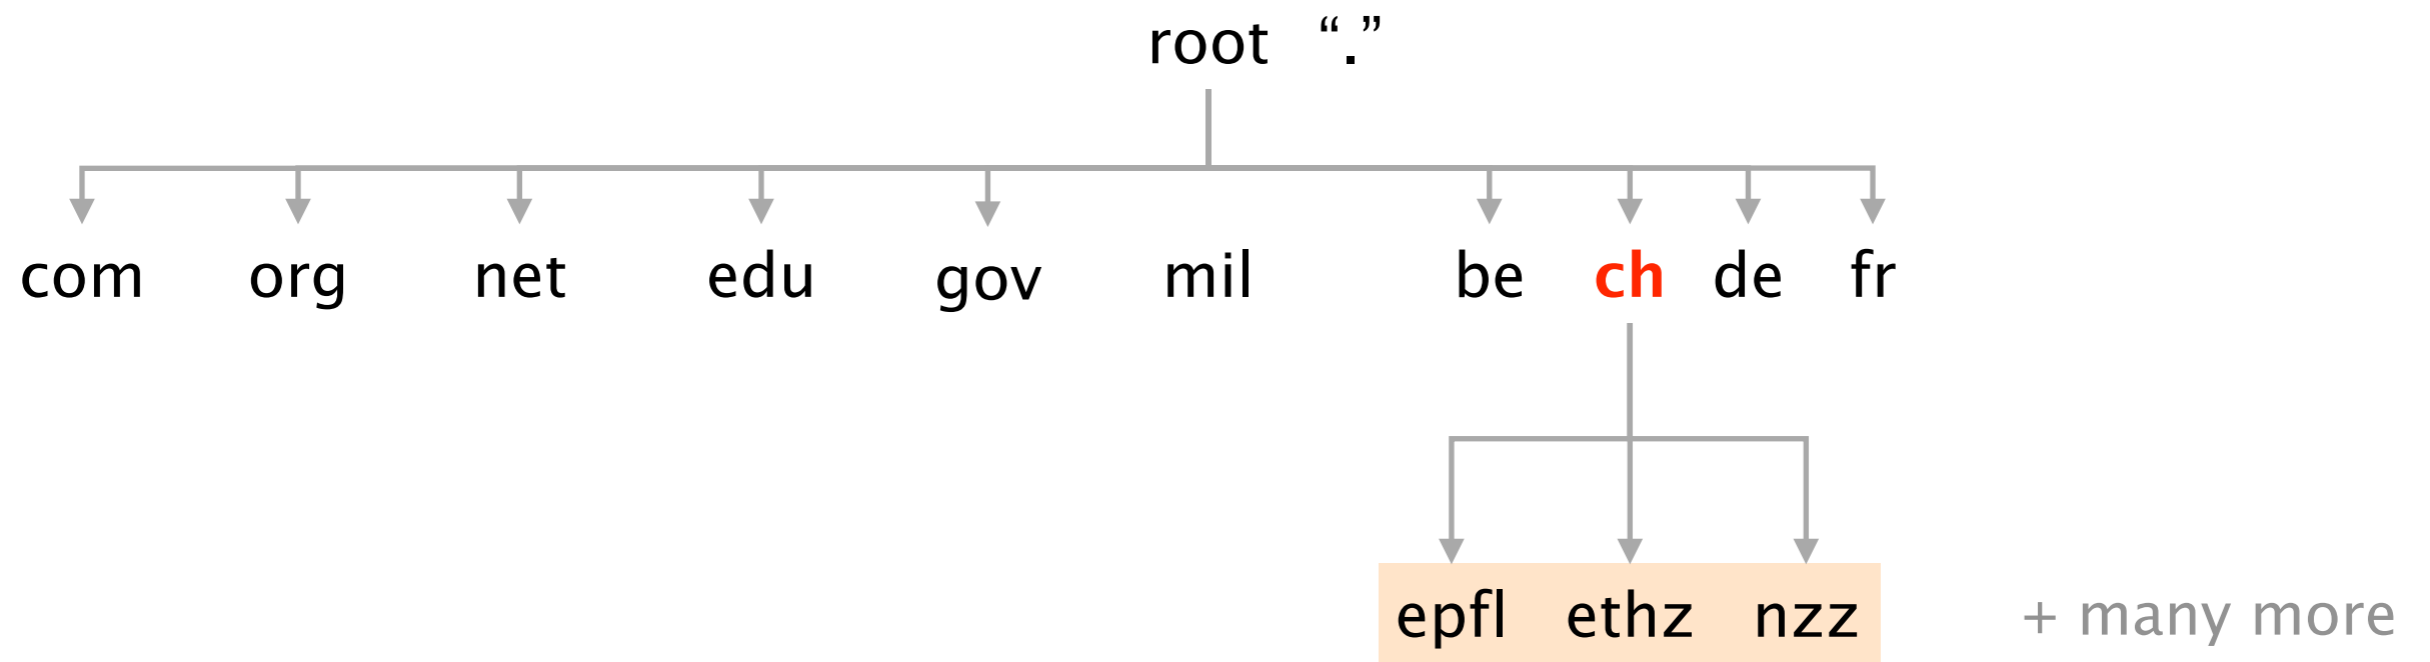 root “.”
com org net edu gov mil be ch de fr
epfl ethz nzz + many more